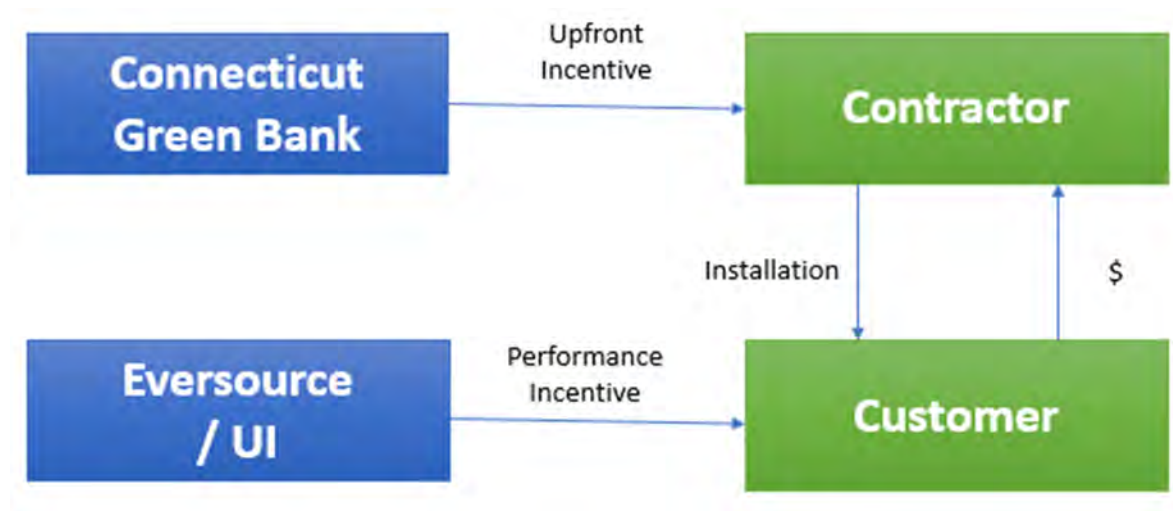 Connecticut
Green Bank
Upfront
Incentive
Contractor
Installation
$
Eversource
/ UI
Performance
Incentive
Customer